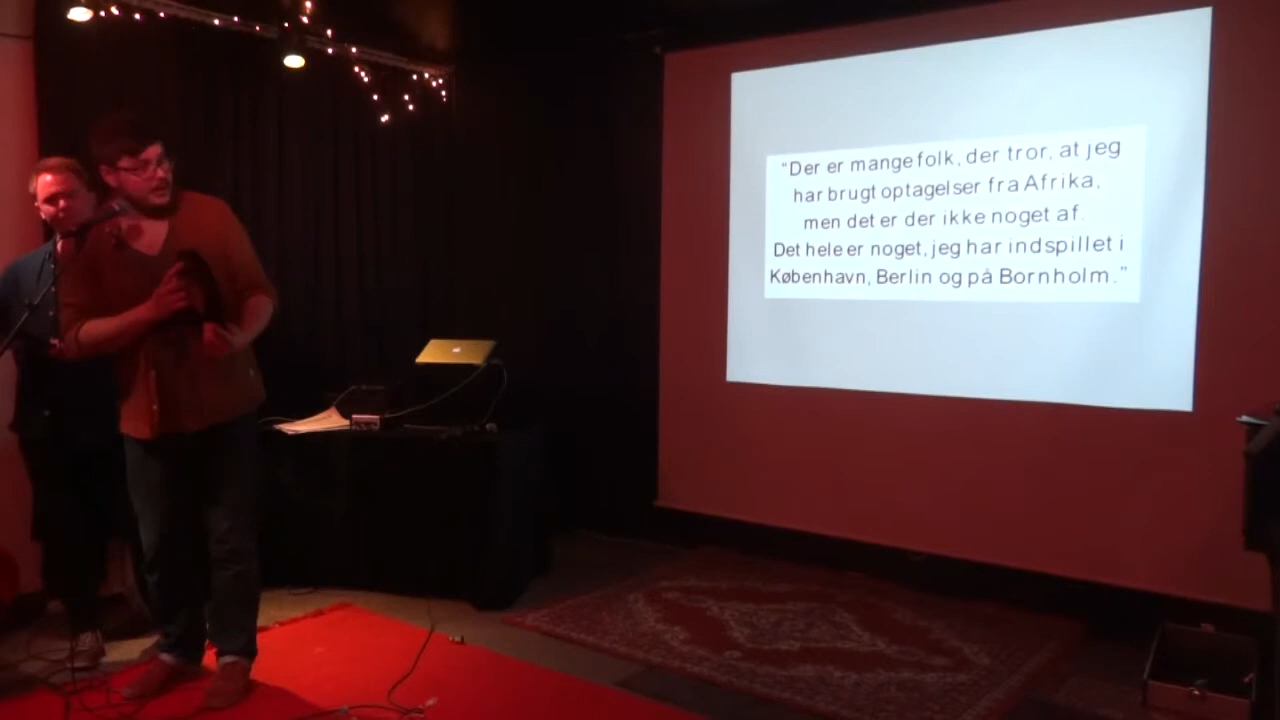 "Der er mange folk, der tror, at jeg
har brugt optagelser fra Afrika,
men det er der ikke noget af.
Det hele er noget, jeg har indspillet i
København, Berlin og på Bornholm."